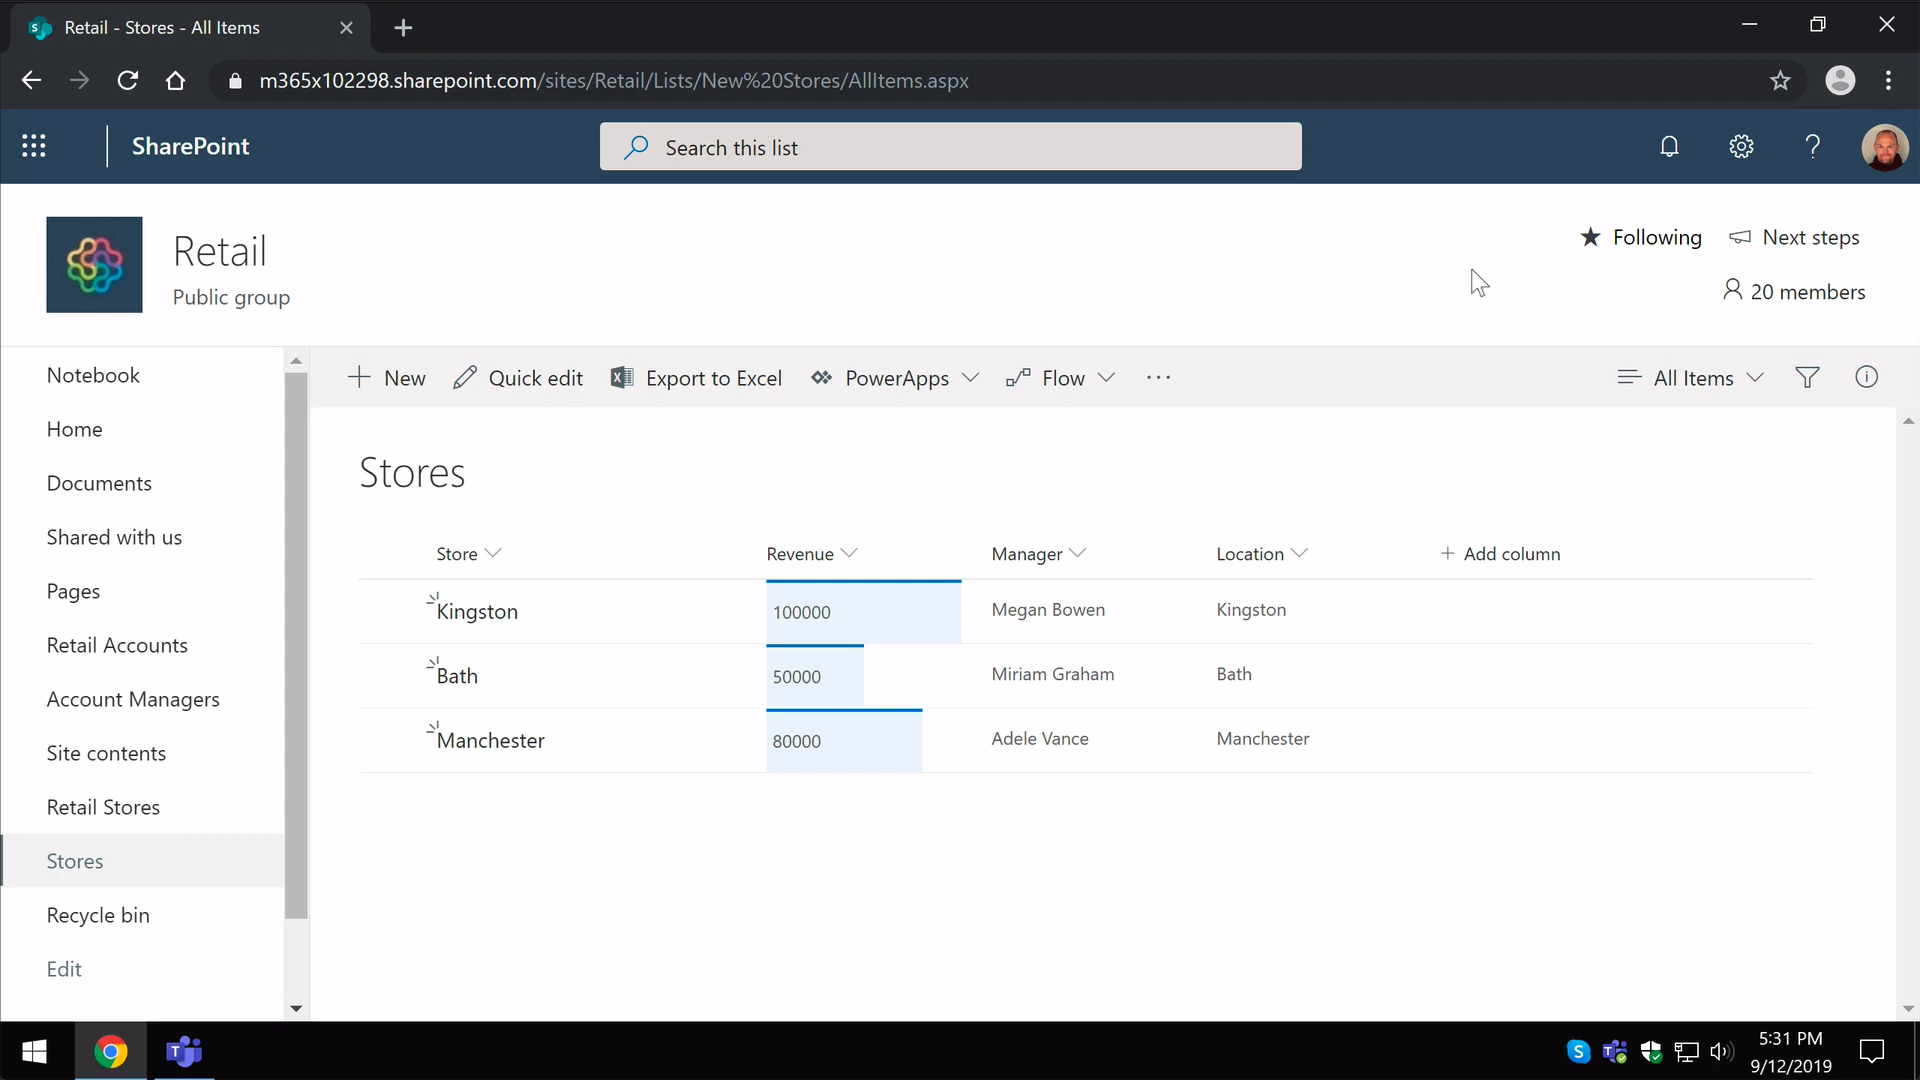 Retail - Stores - All Items
m365x102298.sharepoint.com/sites/Retail/Lists/New%20Stores/AllItems.aspx
SharePoint
Search this list
Retail
Public group
Following
Next steps
20 members
Notebook
Home
Documents
Shared with us
Pages
Retail Accounts
Account Managers
Site contents
Retail Stores
Stores
Recycle bin
Edit
New Quick edit Export to Excel PowerApps Flow All Items
Stores
Store Revenue Manager Location + Add column
Kingston 100000 Megan Bowen Kingston
Bath 50000 Miriam Graham Bath
Manchester 80000 Adele Vance Manchester
5:31 PM
9/12/2019